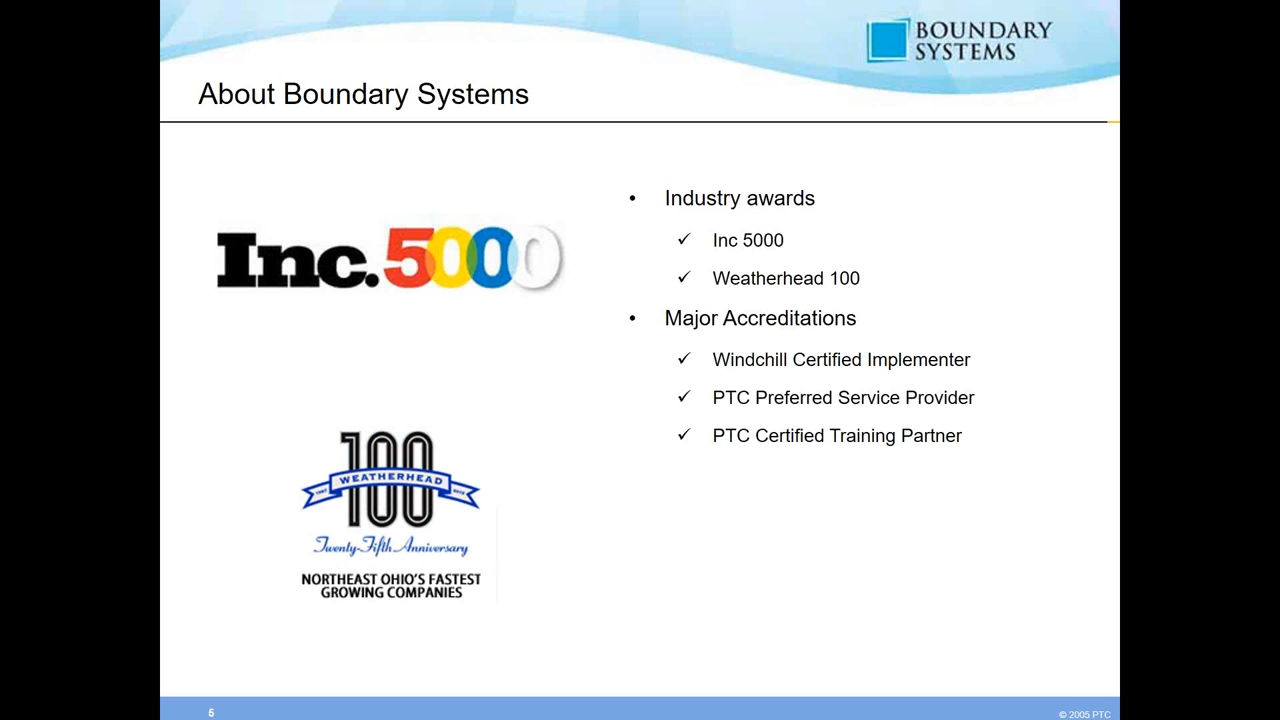 BOUNDARY
SYSTEMS
About Boundary Systems
Inc.5000
• Industry awards
✓ Inc 5000
✓ Weatherhead 100
• Major Accreditations
✓ Windchill Certified Implementer
✓ PTC Preferred Service Provider
✓ PTC Certified Training Partner
100
WEATHERHEAD
Twenty-Fifth Anniversary
NORTHEAST OHIO'S FASTEST
GROWING COMPANIES
5
© 2005 PTC